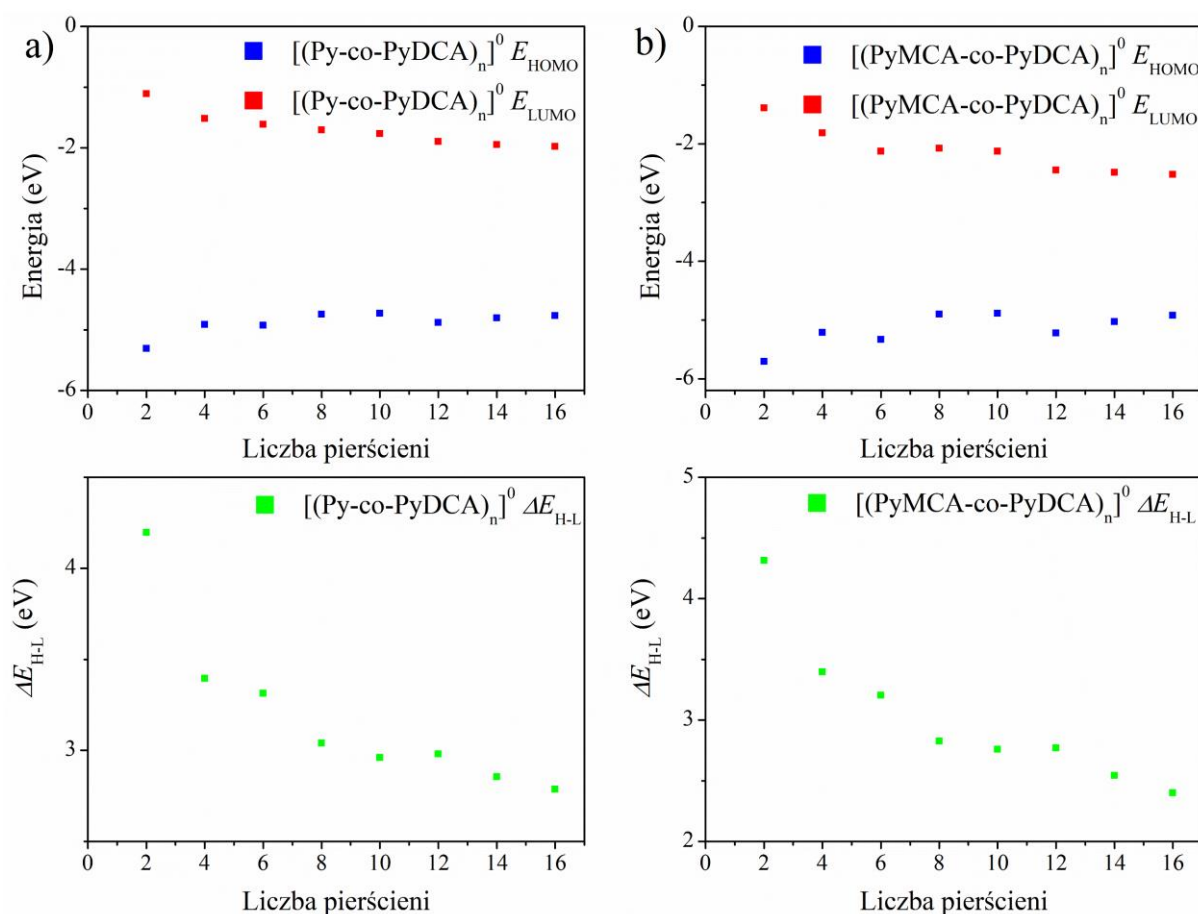 a)
[(Py-co-PyDCA)n]0 EHOMO
[(Py-co-PyDCA)n]0 ELUMO
Energia (eV)
0
-2
-4
-6
0 2 4 6 8 10 12 14 16
Liczba pierścieni
b)
[(PyMCA-co-PyDCA)n]0 EHOMO
[(PyMCA-co-PyDCA)n]0 ELUMO
Energia (eV)
0
-2
-4
-6
0 2 4 6 8 10 12 14 16
Liczba pierścieni
[(Py-co-PyDCA)n]0 ΔEH-L
ΔEH-L (eV)
4
3
0 2 4 6 8 10 12 14 16
Liczba pierścieni
[(PyMCA-co-PyDCA)n]0 ΔEH-L
ΔEH-L (eV)
5
4
3
2
0 2 4 6 8 10 12 14 16
Liczba pierścieni